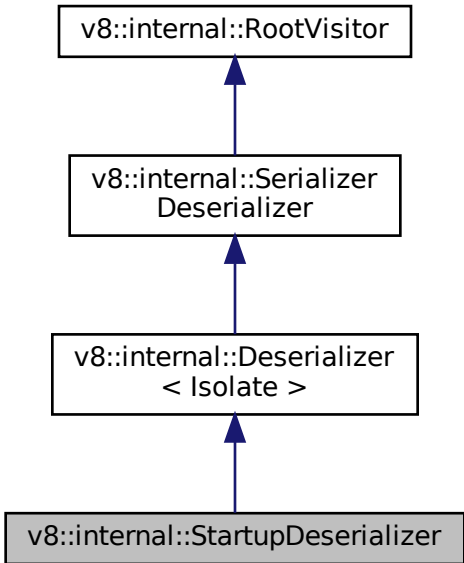 v8::internal::RootVisitor
v8::internal::Serializer
Deserializer
v8::internal::Deserializer
< Isolate >
v8::internal::StartupDeserializer